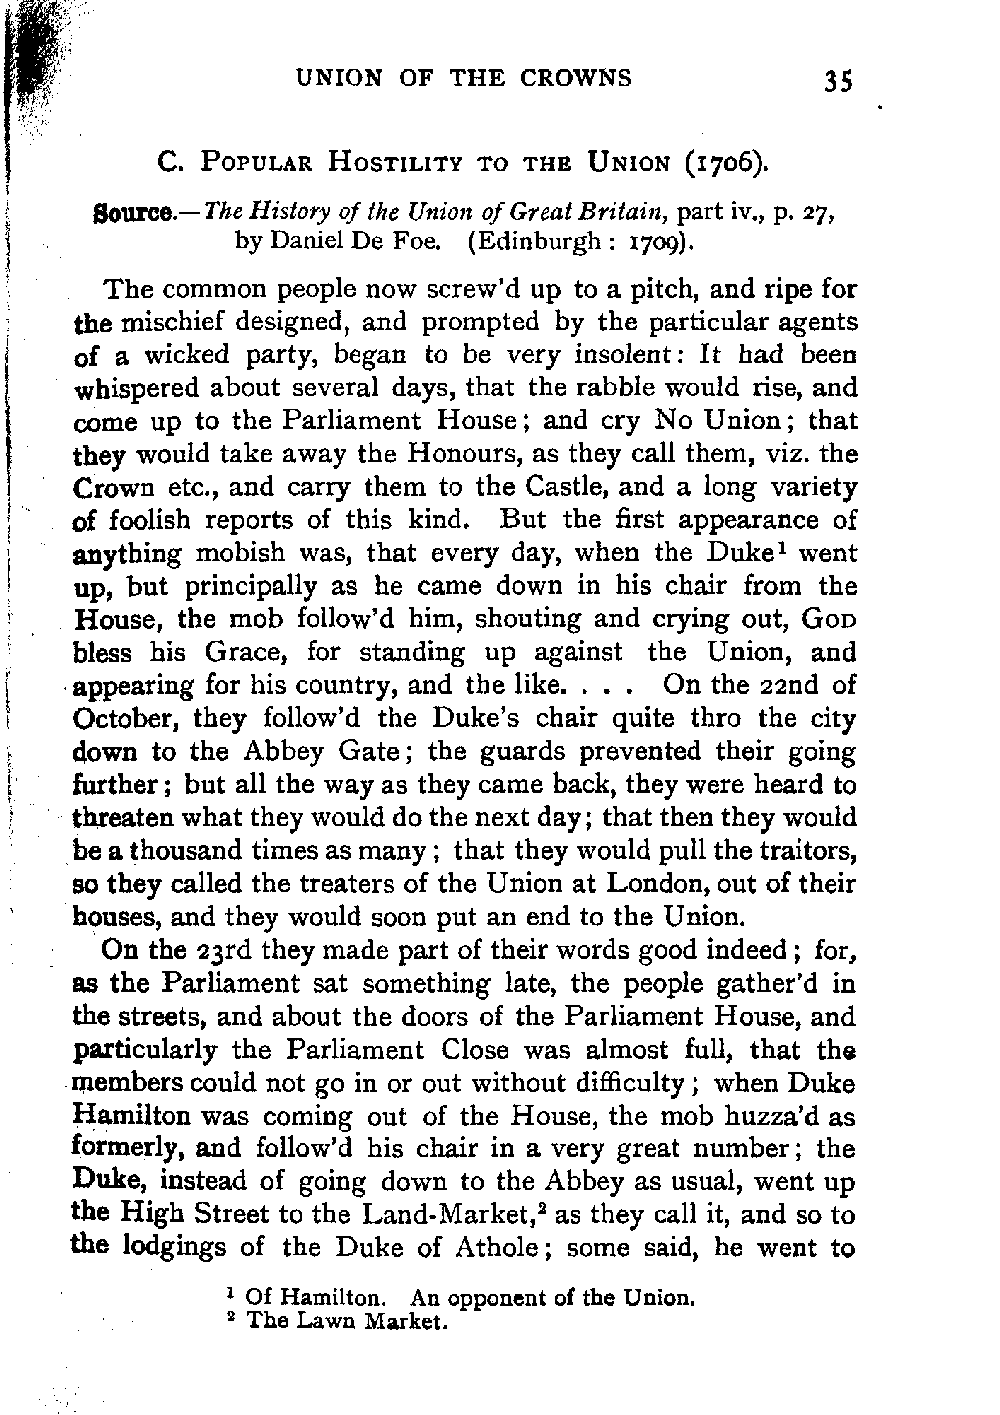 UNION OF THE CROWNS 35
C. POPULAR HOSTILITY TO THE UNION (1706).
Source.—The History of the Union of Great Britain, part iv., p. 27,
by Daniel De Foe. (Edinburgh : 1709).
The common people now screw'd up to a pitch, and ripe for
the mischief designed, and prompted by the particular agents
of a wicked party, began to be very insolent: It had been
whispered about several days, that the rabble would rise, and
come up to the Parliament House; and cry No Union; that
they would take away the Honours, as they call them, viz. the
Crown etc., and carry them to the Castle, and a long variety
of foolish reports of this kind. But the first appearance of
anything mobish was, that every day, when the Duke¹ went
up, but principally as he came down in his chair from the
House, the mob follow'd him, shouting and crying out, GOD
bless his Grace, for standing up against the Union, and
appearing for his country, and the like. . . . On the 22nd of
October, they follow'd the Duke's chair quite thro the city
down to the Abbey Gate; the guards prevented their going
further; but all the way as they came back, they were heard to
threaten what they would do the next day; that then they would
be a thousand times as many; that they would pull the traitors,
so they called the treaters of the Union at London, out of their
houses, and they would soon put an end to the Union.
On the 23rd they made part of their words good indeed; for,
as the Parliament sat something late, the people gather'd in
the streets, and about the doors of the Parliament House, and
particularly the Parliament Close was almost full, that the
members could not go in or out without difficulty; when Duke
Hamilton was coming out of the House, the mob huzza'd as
formerly, and follow'd his chair in a very great number; the
Duke, instead of going down to the Abbey as usual, went up
the High Street to the Land-Market,² as they call it, and so to
the lodgings of the Duke of Athole; some said, he went to
¹ Of Hamilton. An opponent of the Union.
² The Lawn Market.